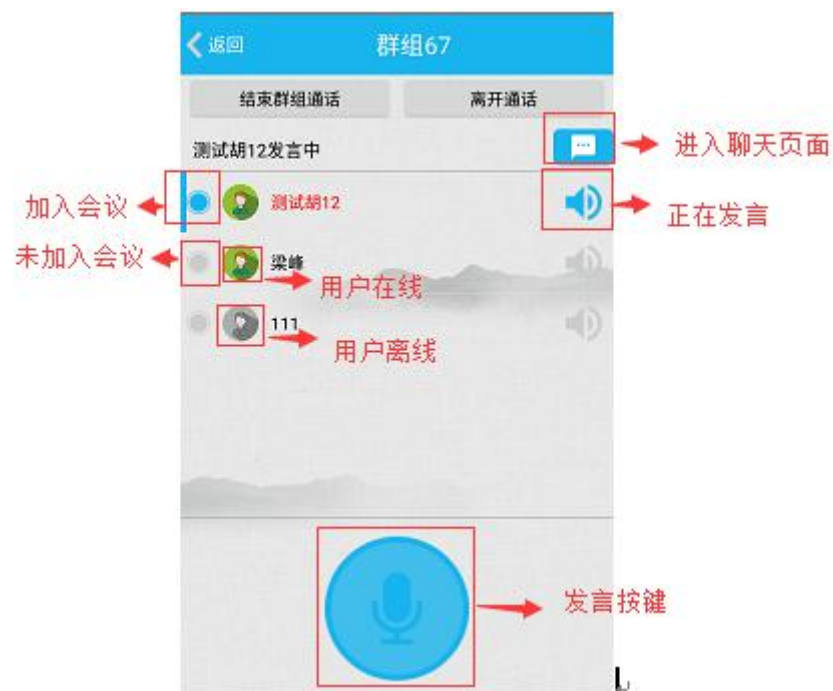 返回
群组67
结束群组通话
离开通话
测试胡12发言中
进入聊天页面
加入会议
测试胡12
正在发言
未加入会议
梁峰
用户在线
111
用户离线
发言按键